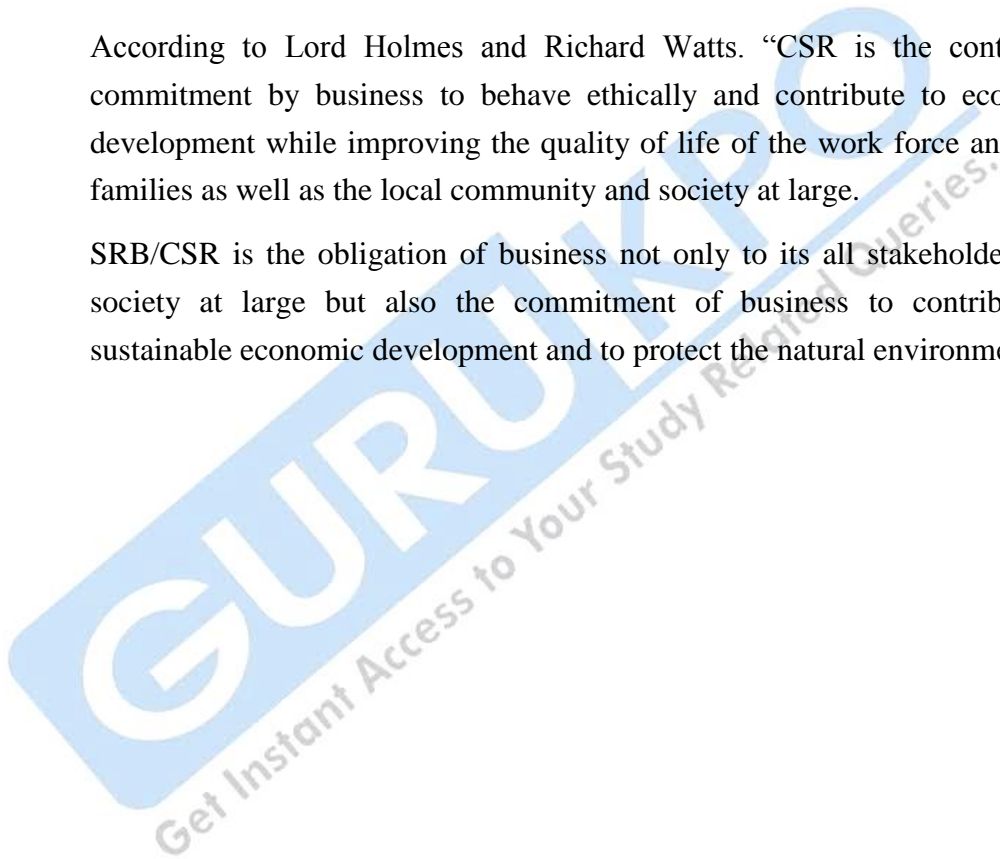 According to Lord Holmes and Richard Watts. “CSR is the cont
commitment by business to behave ethically and contribute to eco
development while improving the quality of life of the work force an
families as well as the local community and society at large.
SRB/CSR is the obligation of business not only to its all stakeholde
society at large but also the commitment of business to contrib
sustainable economic development and to protect the natural environme
GURUKPO
Get Instant Access to Your Study Related Queries.